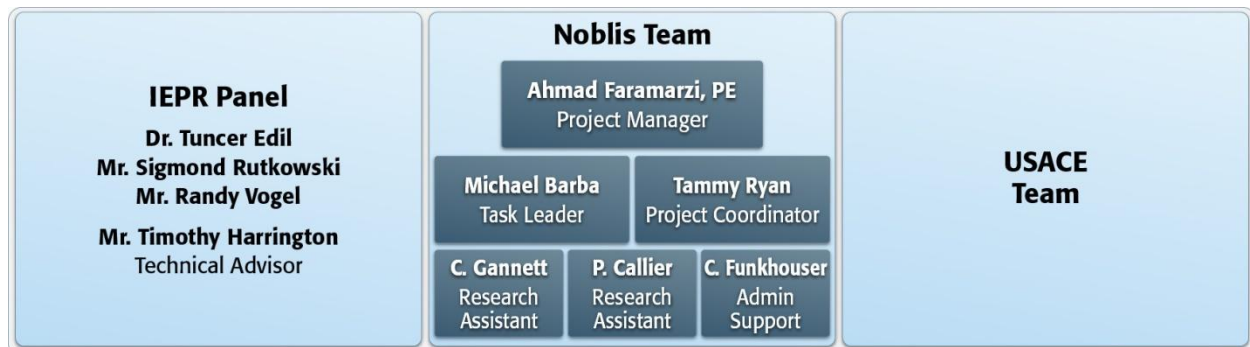 IEPR Panel
Dr. Tuncer Edil
Mr. Sigmond Rutkowski
Mr. Randy Vogel
Mr. Timothy Harrington
Technical Advisor
Noblis Team
Ahmad Faramarzi, PE
Project Manager
Michael Barba
Task Leader
Tammy Ryan
Project Coordinator
C. Gannett
Research
Assistant
P. Callier
Research
Assistant
C. Funkhouser
Admin
Support
USACE
Team